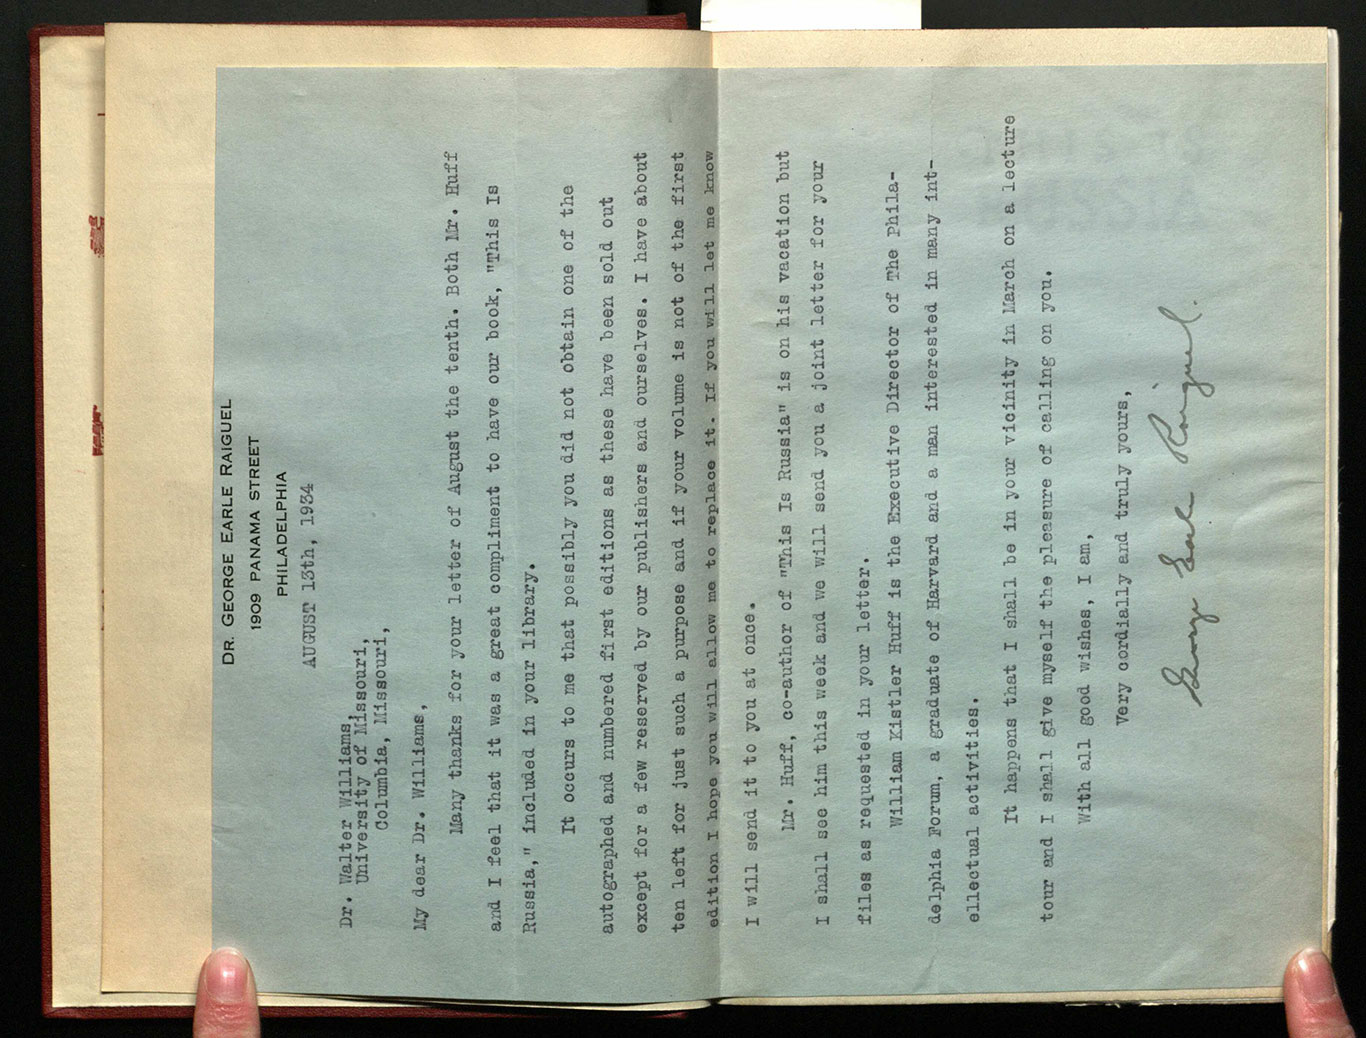 DR. GEORGE EARLE RAIGUEL
1909 PANAMA STREET
PHILADELPHIA
AUGUST 13th, 1934
Dr. Walter Williams,
University of Missouri,
Columbia, Missouri,
My dear Dr. Williams,
Many thanks for your letter of August the tenth. Both Mr. Huff
and I feel that it was a great compliment to have our book, "This Is
Russia," included in your library.
It occurs to me that possibly you did not obtain one of the
autographed and numbered first editions as these have been sold out
except for a few reserved by our publishers and ourselves. I have about
ten left for just such a purpose and if your volume is not of the first
edition I hope you will allow me to replace it. If you will let me know
I will send it to you at once.
Mr. Huff, co-author of "This Is Russia" is on his vacation but
I shall see him this week and we will send you a joint letter for your
files as requested in your letter.
William Kistler Huff is the Executive Director of The Phila-
delphia Forum, a graduate of Harvard and a man interested in many int-
ellectual activities.
It happens that I shall be in your vicinity in March on a lecture
tour and I shall give myself the pleasure of calling on you.
With all good wishes, I am,
Very cordially and truly yours,
George Earle Raiguel.